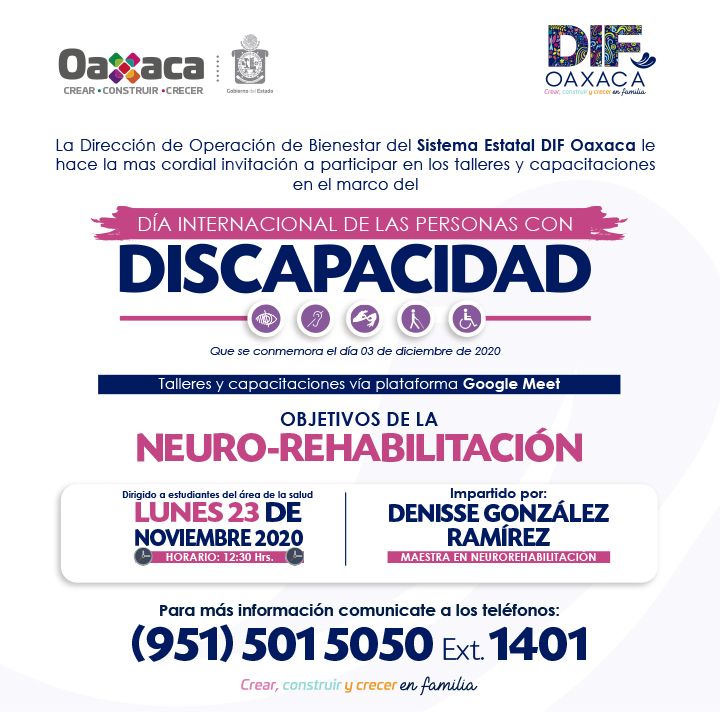 Oaxaca
CREAR • CONSTRUIR • CRECER
Gobierno del Estado
DIF
OAXACA
Crear, construir y crecer en familia
La Dirección de Operación de Bienestar del Sistema Estatal DIF Oaxaca le
hace la mas cordial invitación a participar en los talleres y capacitaciones
en el marco del
DÍA INTERNACIONAL DE LAS PERSONAS CON
DISCAPACIDAD
Que se conmemora el día 03 de diciembre de 2020
Talleres y capacitaciones vía plataforma Google Meet
OBJETIVOS DE LA
NEURO-REHABILITACIÓN
Dirigido a estudiantes del área de la salud
LUNES 23 DE
NOVIEMBRE 2020
HORARIO: 12:30 Hrs.
Impartido por:
DENISSE GONZÁLEZ
RAMÍREZ
MAESTRA EN NEUROREHABILITACIÓN
Para más información comunicate a los teléfonos:
(951) 501 5050 Ext. 1401
Crear, construir y crecer en familia